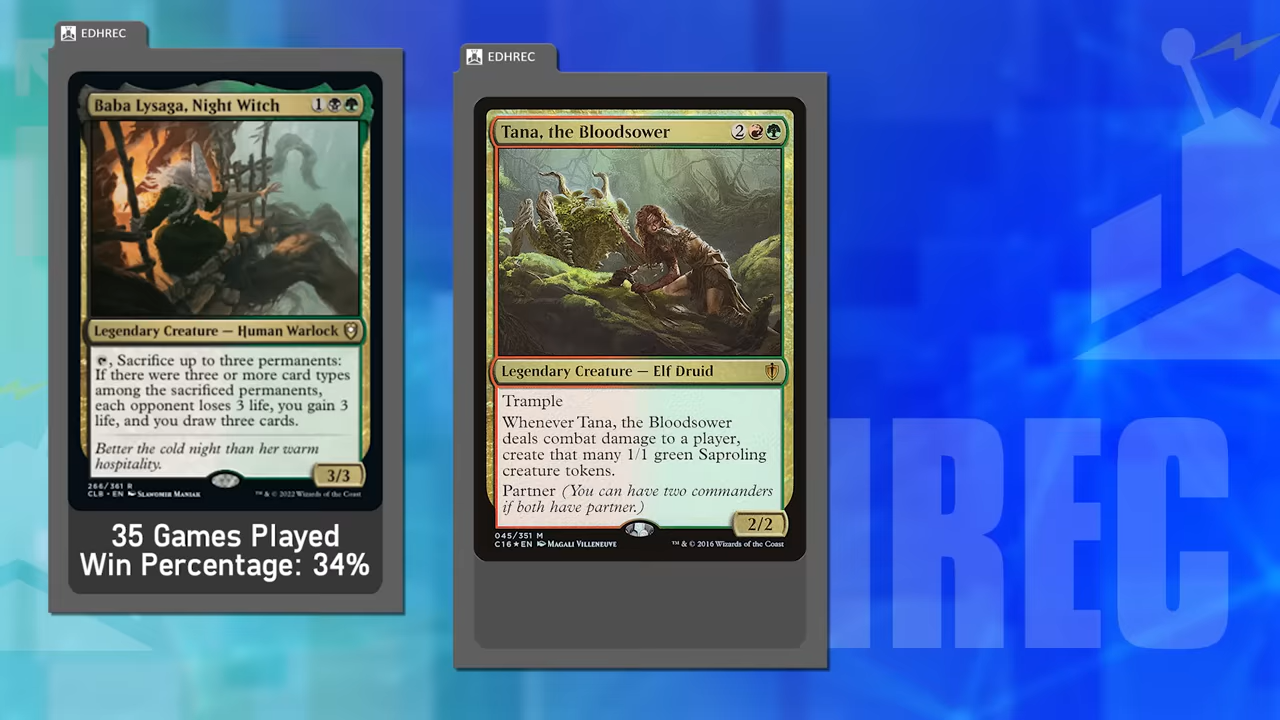 EDHREC
Baba Lysaga, Night Witch 1
Legendary Creature — Human Warlock
, Sacrifice up to three permanents:
If there were three or more card types
among the sacrificed permanents,
each opponent loses 3 life, you gain 3
life, and you draw three cards.
Better the cold night than her warm
hospitality.
3/3
266/361 R
CLB • EN Slawomir Maniak
™ & © 2022 Wizards of the Coast
35 Games Played
Win Percentage: 34%
EDHREC
Tana, the Bloodsower 2
Legendary Creature — Elf Druid
Trample
Whenever Tana, the Bloodsower
deals combat damage to a player,
create that many 1/1 green Saproling
creature tokens.
Partner (You can have two commanders
if both have partner.)
2/2
045/351 M
C16 ★ EN Magali Villeneuve
™ & © 2016 Wizards of the Coast
HREC